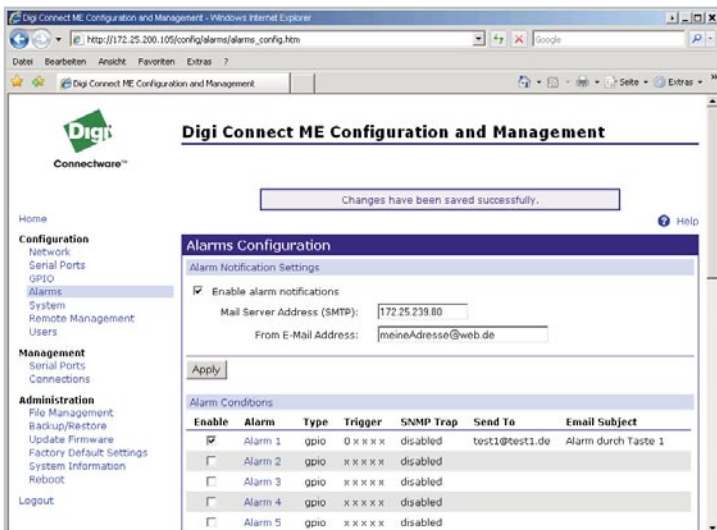 Digi Connect ME Configuration and Management - Windows Internet Explorer
http://172.25.200.105/config/alarms/alarms_config.htm
Google
Datei Bearbeiten Ansicht Favoriten Extras ?
Digi Connect ME Configuration and Management
Seite Extras
Digi
Connectware™
Digi Connect ME Configuration and Management
Changes have been saved successfully.
Help
Home
Configuration
Network
Serial Ports
GPIO
Alarms
System
Remote Management
Users
Management
Serial Ports
Connections
Administration
File Management
Backup/Restore
Update Firmware
Factory Default Settings
System Information
Reboot
Logout
Alarms Configuration
Alarm Notification Settings
Enable alarm notifications
Mail Server Address (SMTP): 172.25.239.80
From E-Mail Address: meineAdresse@web.de
Apply
Alarm Conditions
Enable Alarm Type Trigger SNMP Trap Send To Email Subject
Alarm 1 gpio 0 x x x x disabled test1@test1.de Alarm durch Taste 1
Alarm 2 gpio x x x x x disabled
Alarm 3 gpio x x x x x disabled
Alarm 4 gpio x x x x x disabled
Alarm 5 gpio x x x x x disabled